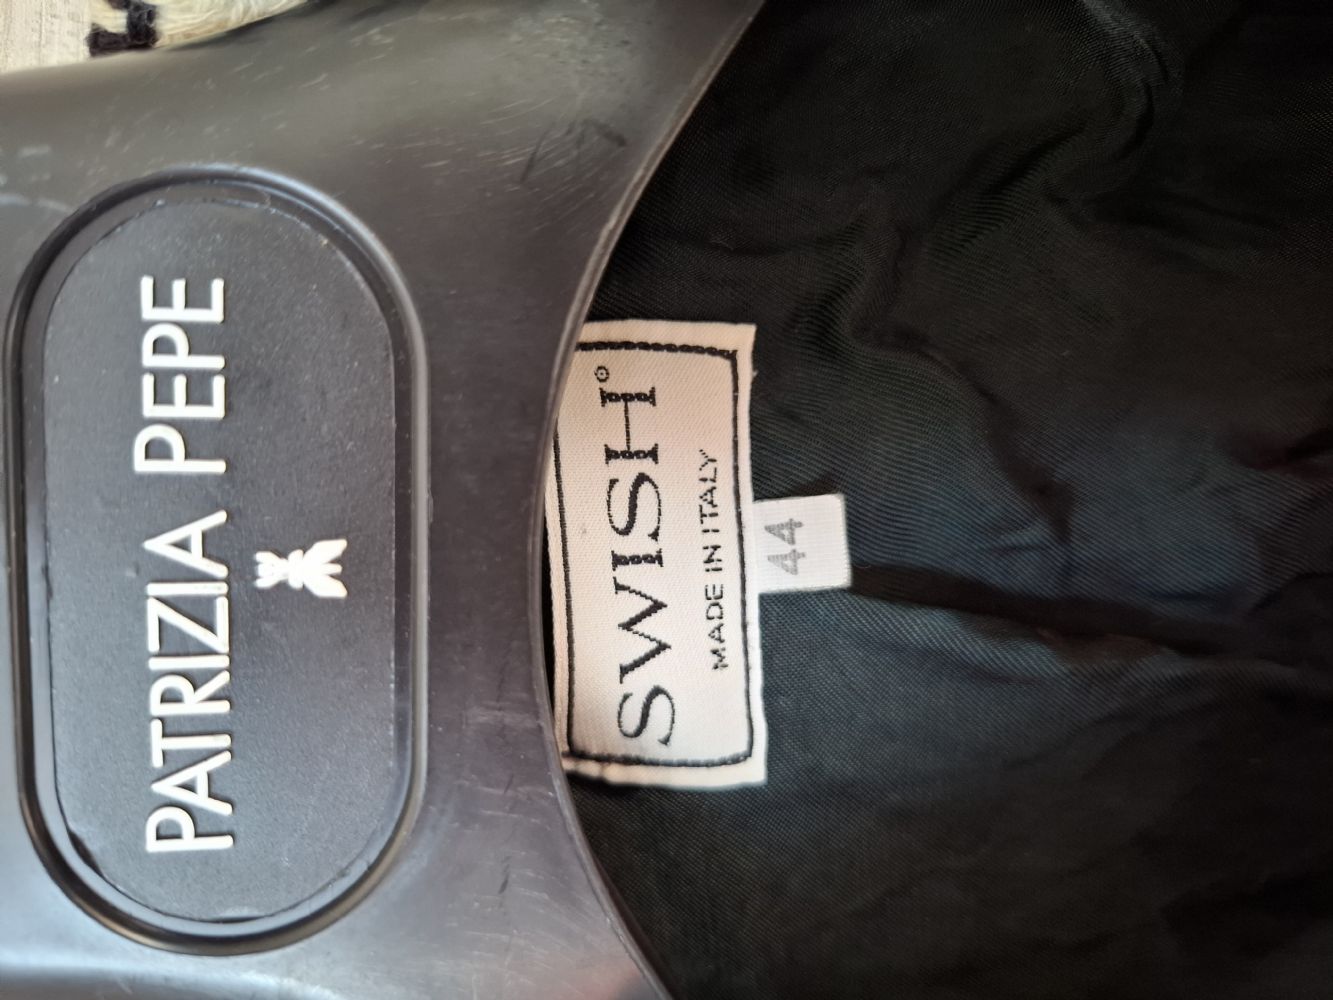 PATRIZIA PEPE
SWISH°
MADE IN ITALY
44